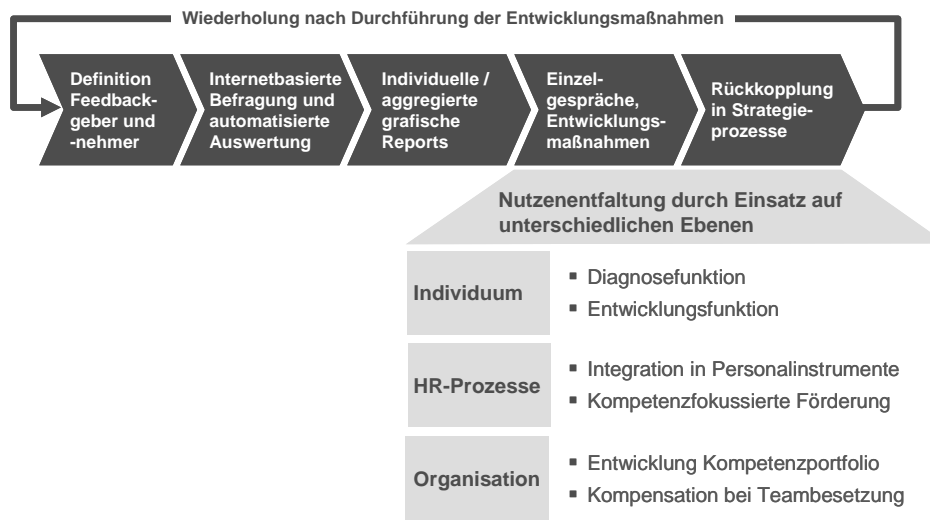 Wiederholung nach Durchführung der Entwicklungsmaßnahmen
Definition
Feedback-
geber und
-nehmer
Internetbasierte
Befragung und
automatisierte
Auswertung
Individuelle /
aggregierte
grafische
Reports
Einzel-
gespräche,
Entwicklungs-
maßnahmen
Rückkopplung
in Strategie-
prozesse
Nutzenentfaltung durch Einsatz auf
unterschiedlichen Ebenen
Individuum
▪ Diagnosefunktion
▪ Entwicklungsfunktion
HR-Prozesse
▪ Integration in Personalinstrumente
▪ Kompetenzfokussierte Förderung
Organisation
▪ Entwicklung Kompetenzportfolio
▪ Kompensation bei Teambesetzung